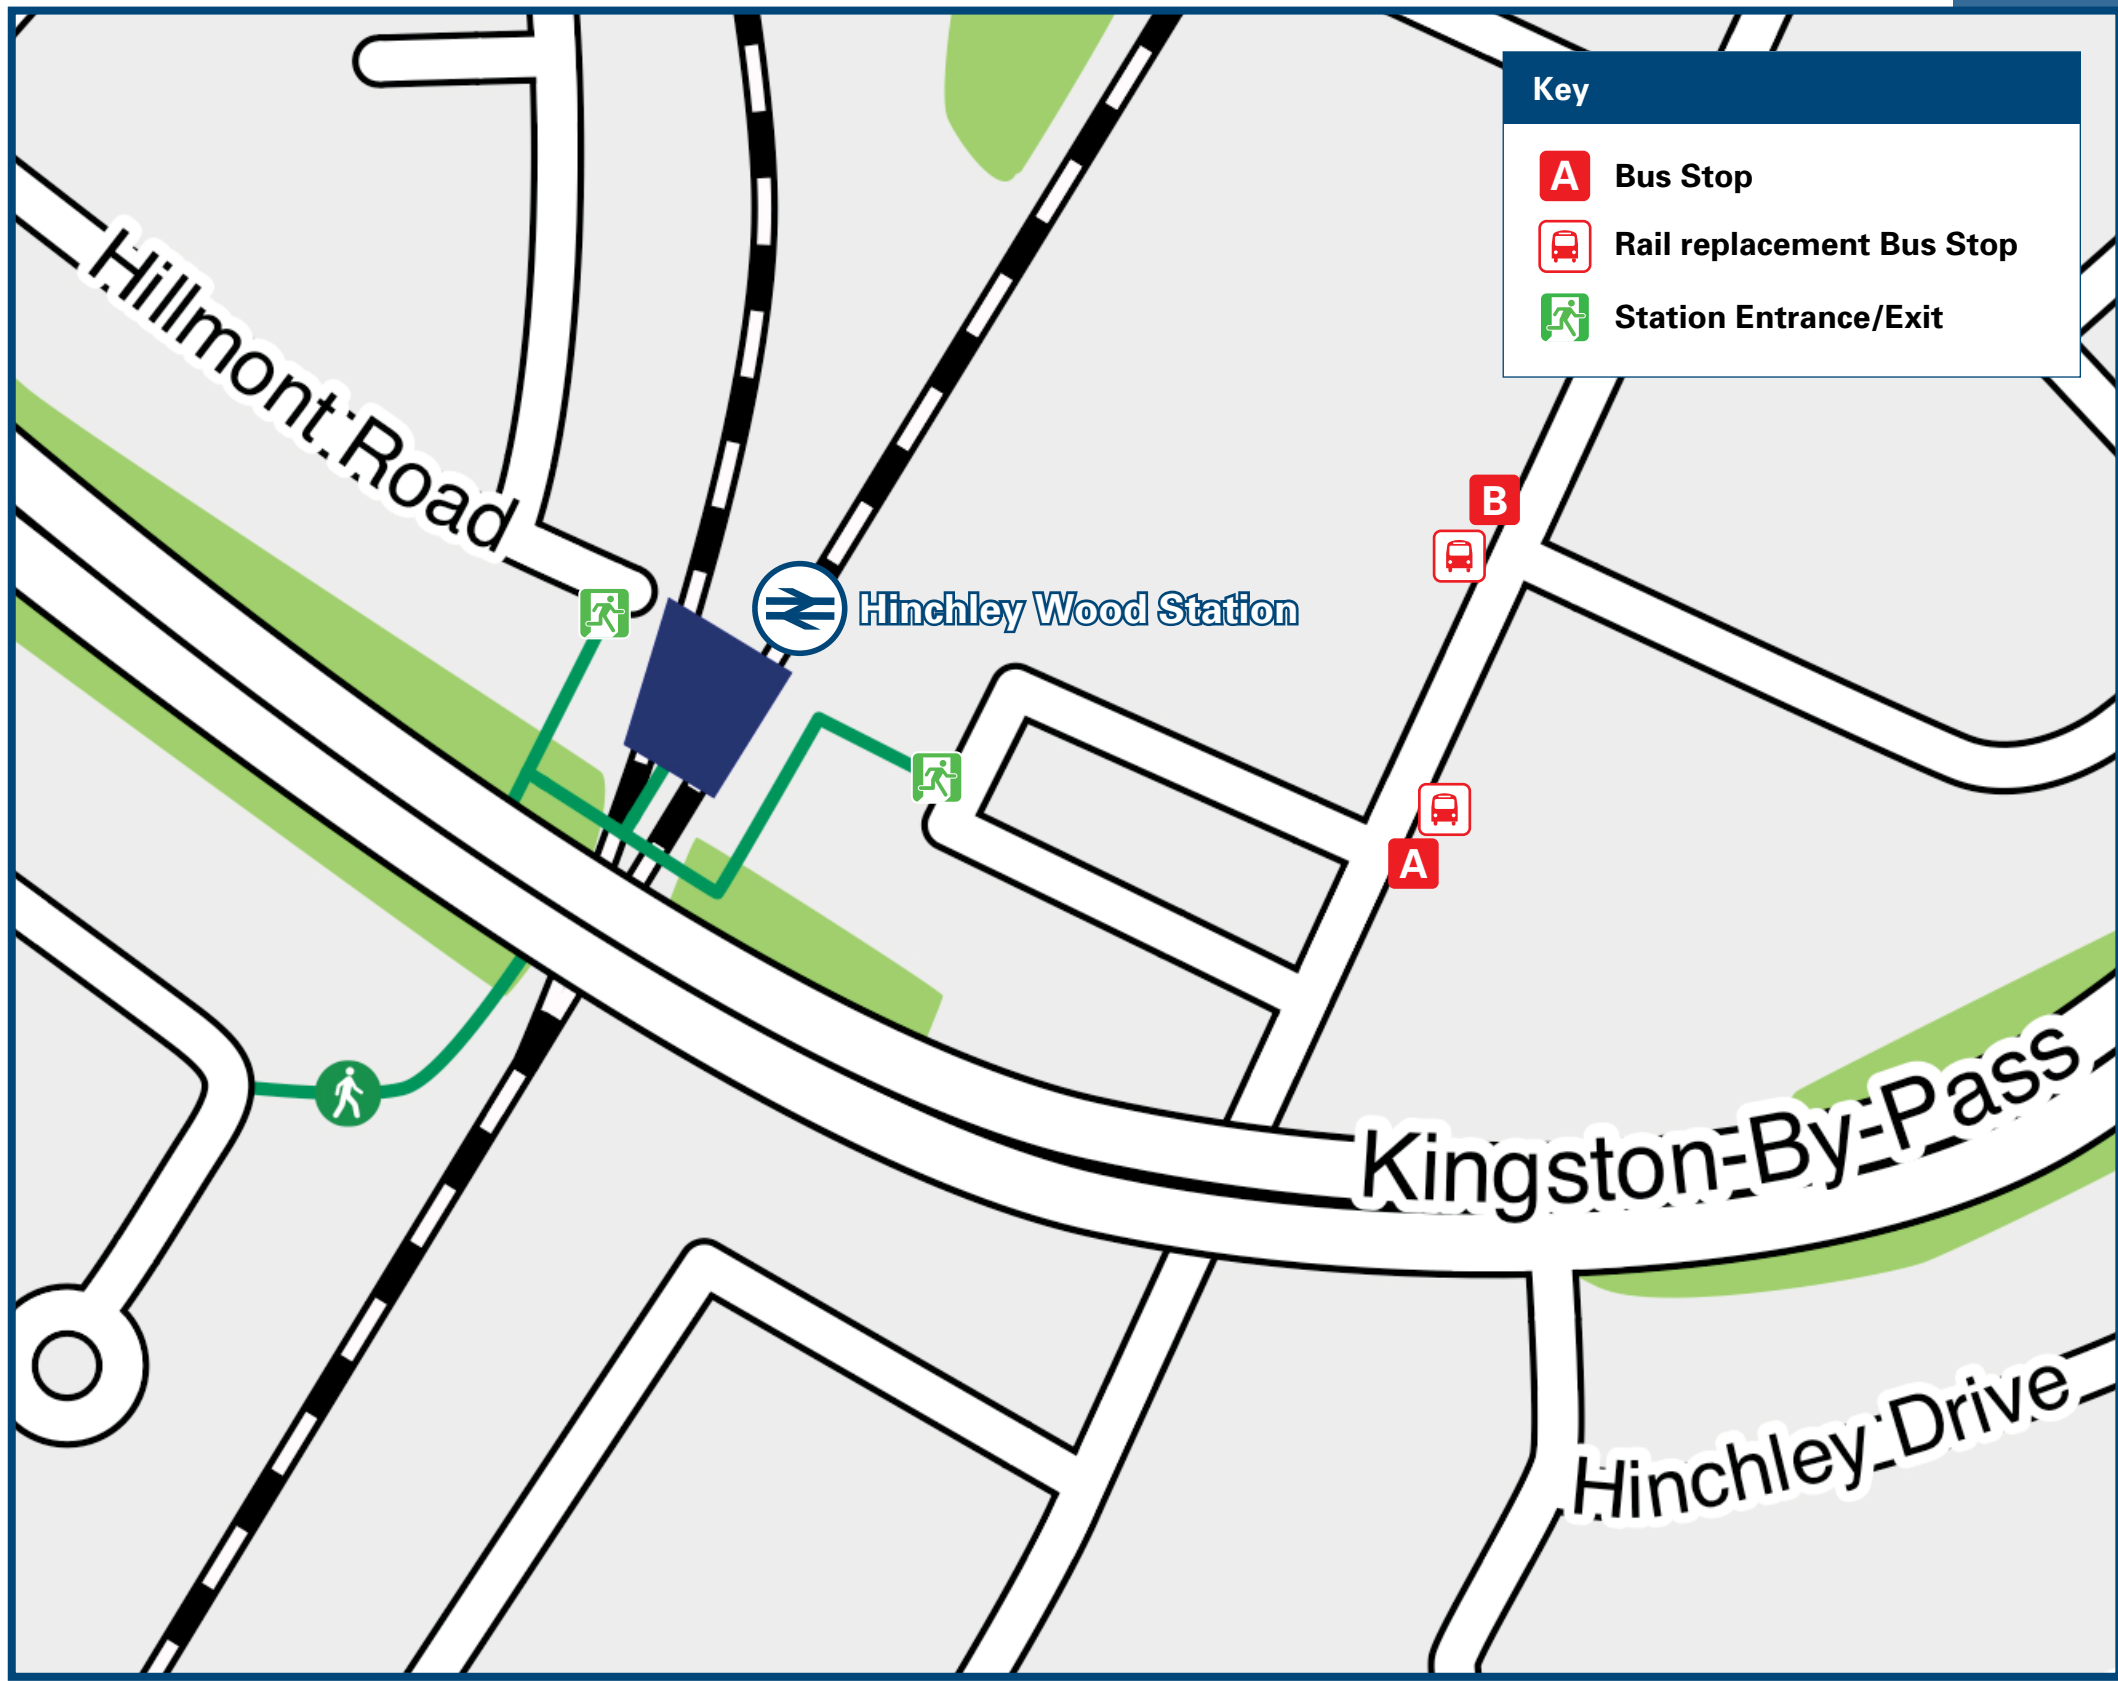 Key
A Bus Stop
Rail replacement Bus Stop
Station Entrance/Exit
Hillmont Road
B
Hinchley Wood Station
A
Kingston By-Pass
Hinchley Drive